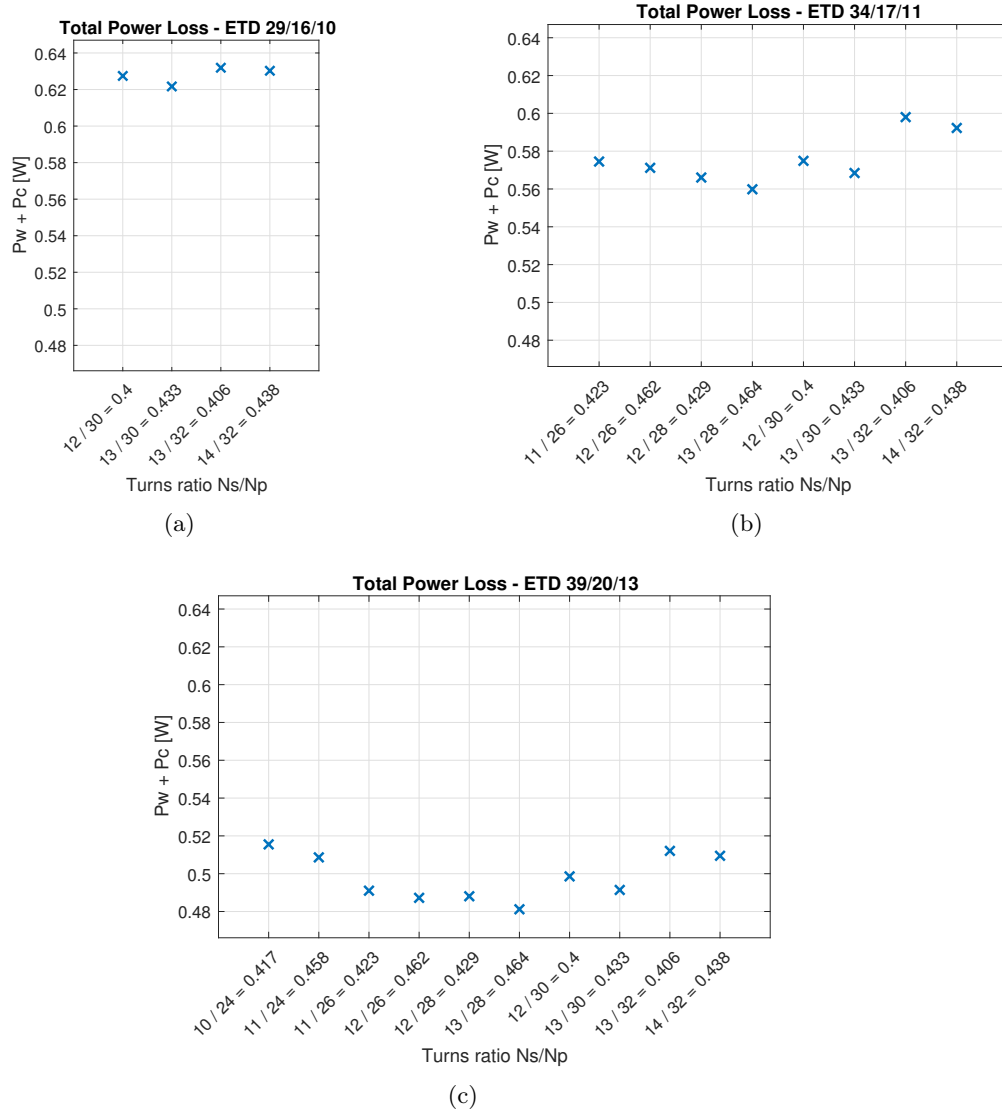 Total Power Loss - ETD 29/16/10
Pw + Pc [W]
0.64
0.62
0.6
0.58
0.56
0.54
0.52
0.5
0.48
12 / 30 = 0.4
13 / 30 = 0.433
13 / 32 = 0.406
14 / 32 = 0.438
Turns ratio Ns/Np
(a)
Total Power Loss - ETD 34/17/11
Pw + Pc [W]
0.64
0.62
0.6
0.58
0.56
0.54
0.52
0.5
0.48
11 / 26 = 0.423
12 / 26 = 0.462
12 / 28 = 0.429
13 / 28 = 0.464
12 / 30 = 0.4
13 / 30 = 0.433
13 / 32 = 0.406
14 / 32 = 0.438
Turns ratio Ns/Np
(b)
Total Power Loss - ETD 39/20/13
Pw + Pc [W]
0.64
0.62
0.6
0.58
0.56
0.54
0.52
0.5
0.48
10 / 24 = 0.417
11 / 24 = 0.458
11 / 26 = 0.423
12 / 26 = 0.462
12 / 28 = 0.429
13 / 28 = 0.464
12 / 30 = 0.4
13 / 30 = 0.433
13 / 32 = 0.406
14 / 32 = 0.438
Turns ratio Ns/Np
(c)